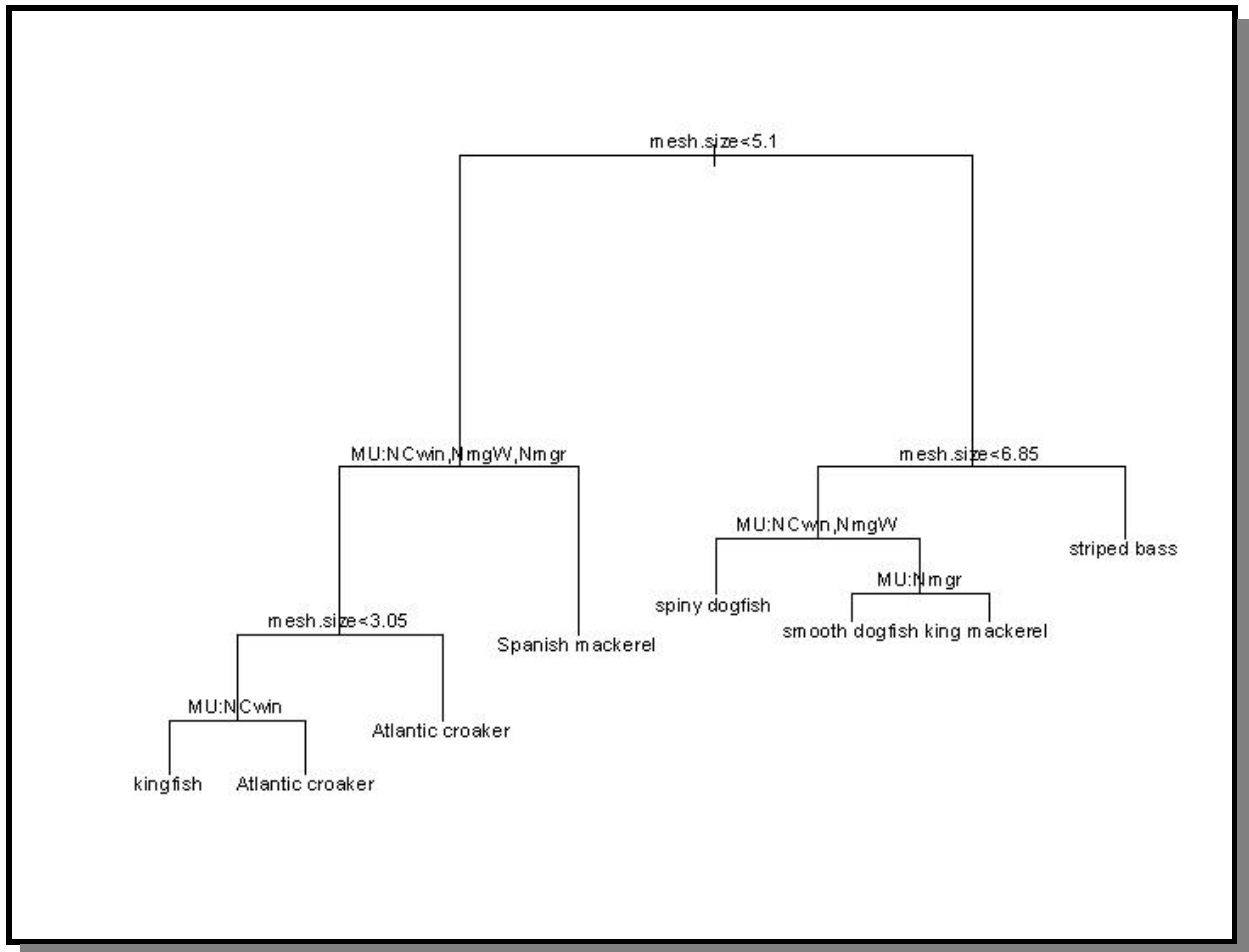 mesh.size<5.1
MU:NCwin,NmgW,Nmgr
mesh.size<6.85
MU:NCwn,NmgW
striped bass
MU:Nmgr
spiny dogfish
mesh.size<3.05
smooth dogfish king mackerel
Spanish mackerel
MU:NCwin
Atlantic croaker
kingfish
Atlantic croaker